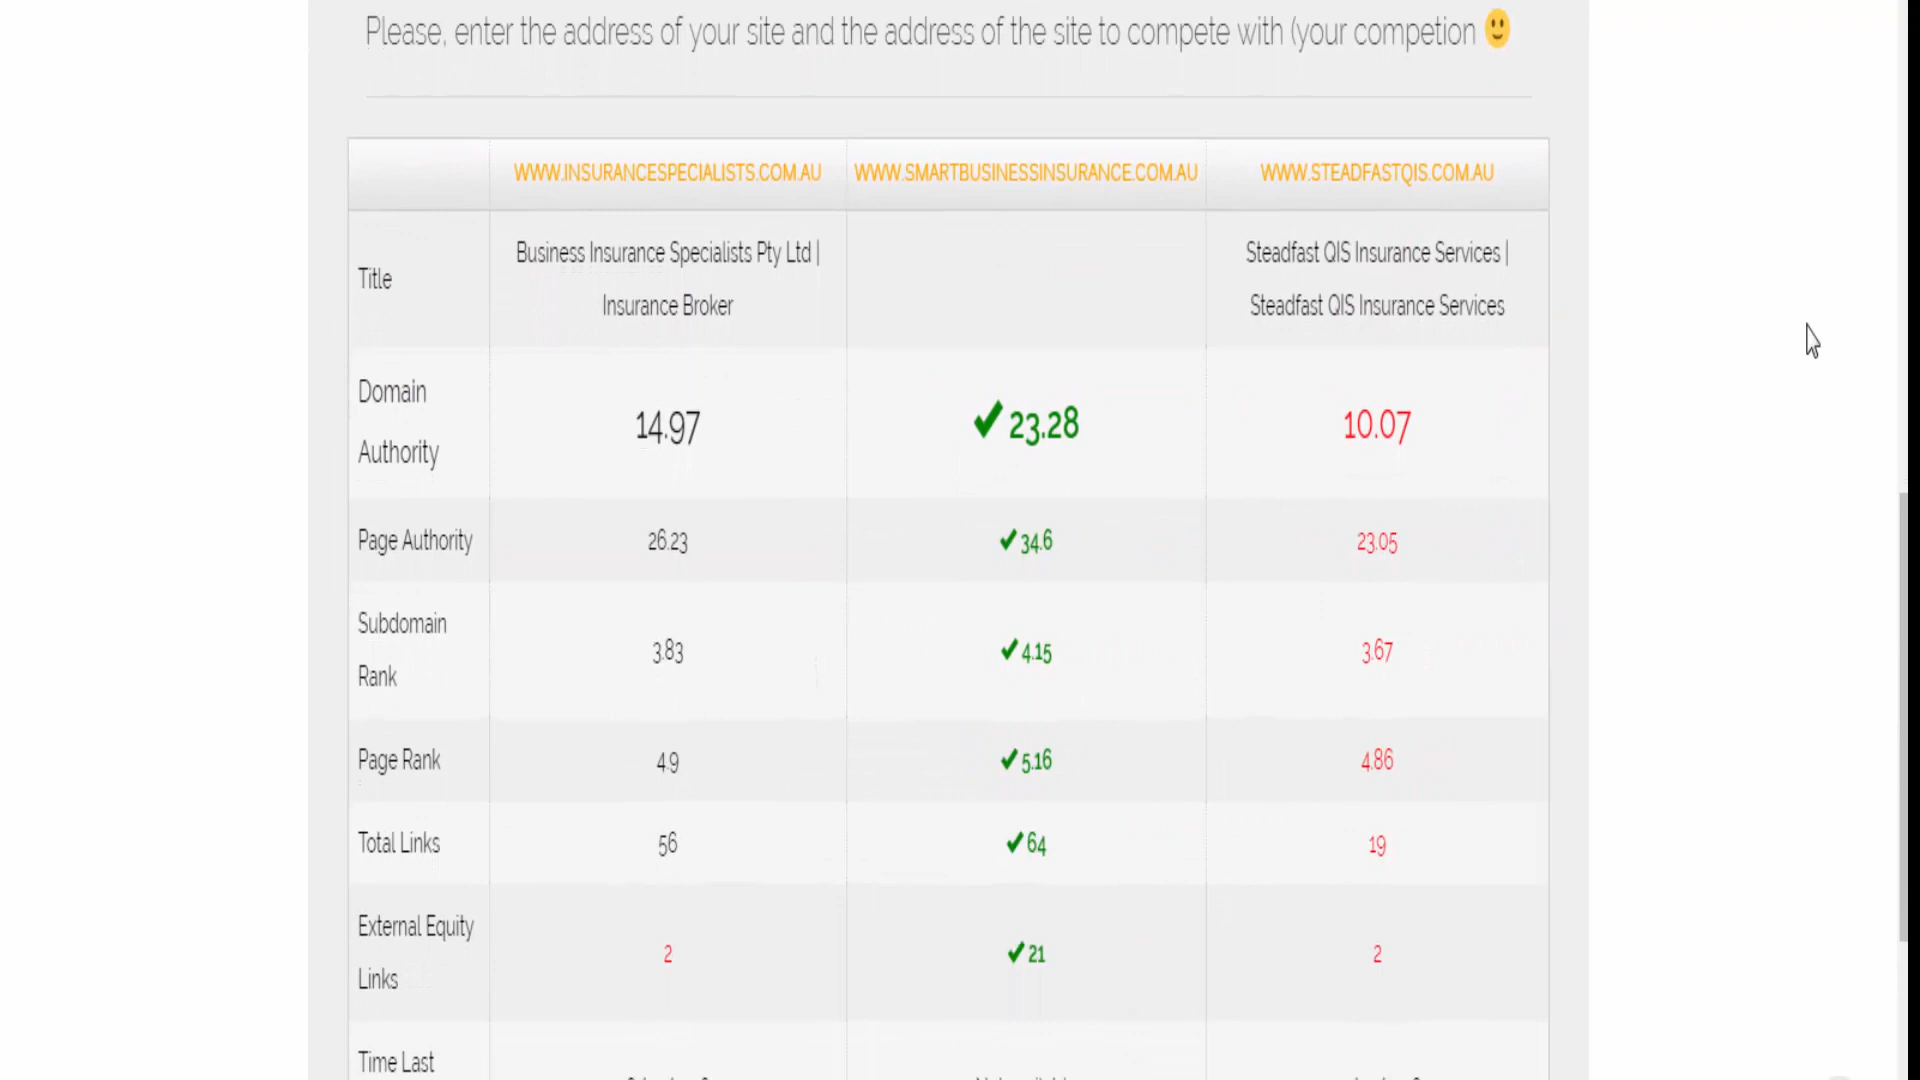 Please, enter the address of your site and the address of the site to compete with (your competion 🙂
WWW.INSURANCESPECIALISTS.COM.AU WWW.SMARTBUSINESSINSURANCE.COM.AU WWW.STEADFASTQIS.COM.AU
Title
Business Insurance Specialists Pty Ltd |
Insurance Broker
Steadfast QIS Insurance Services |
Steadfast QIS Insurance Services
Domain
Authority
14.97 ✔ 23.28 10.07
Page Authority 26.23 ✔ 34.6 23.05
Subdomain
Rank
3.83 ✔ 4.15 3.67
Page Rank 4.9 ✔ 5.16 4.86
Total Links 56 ✔ 64 19
External Equity
Links
2 ✔ 21 2
Time Last